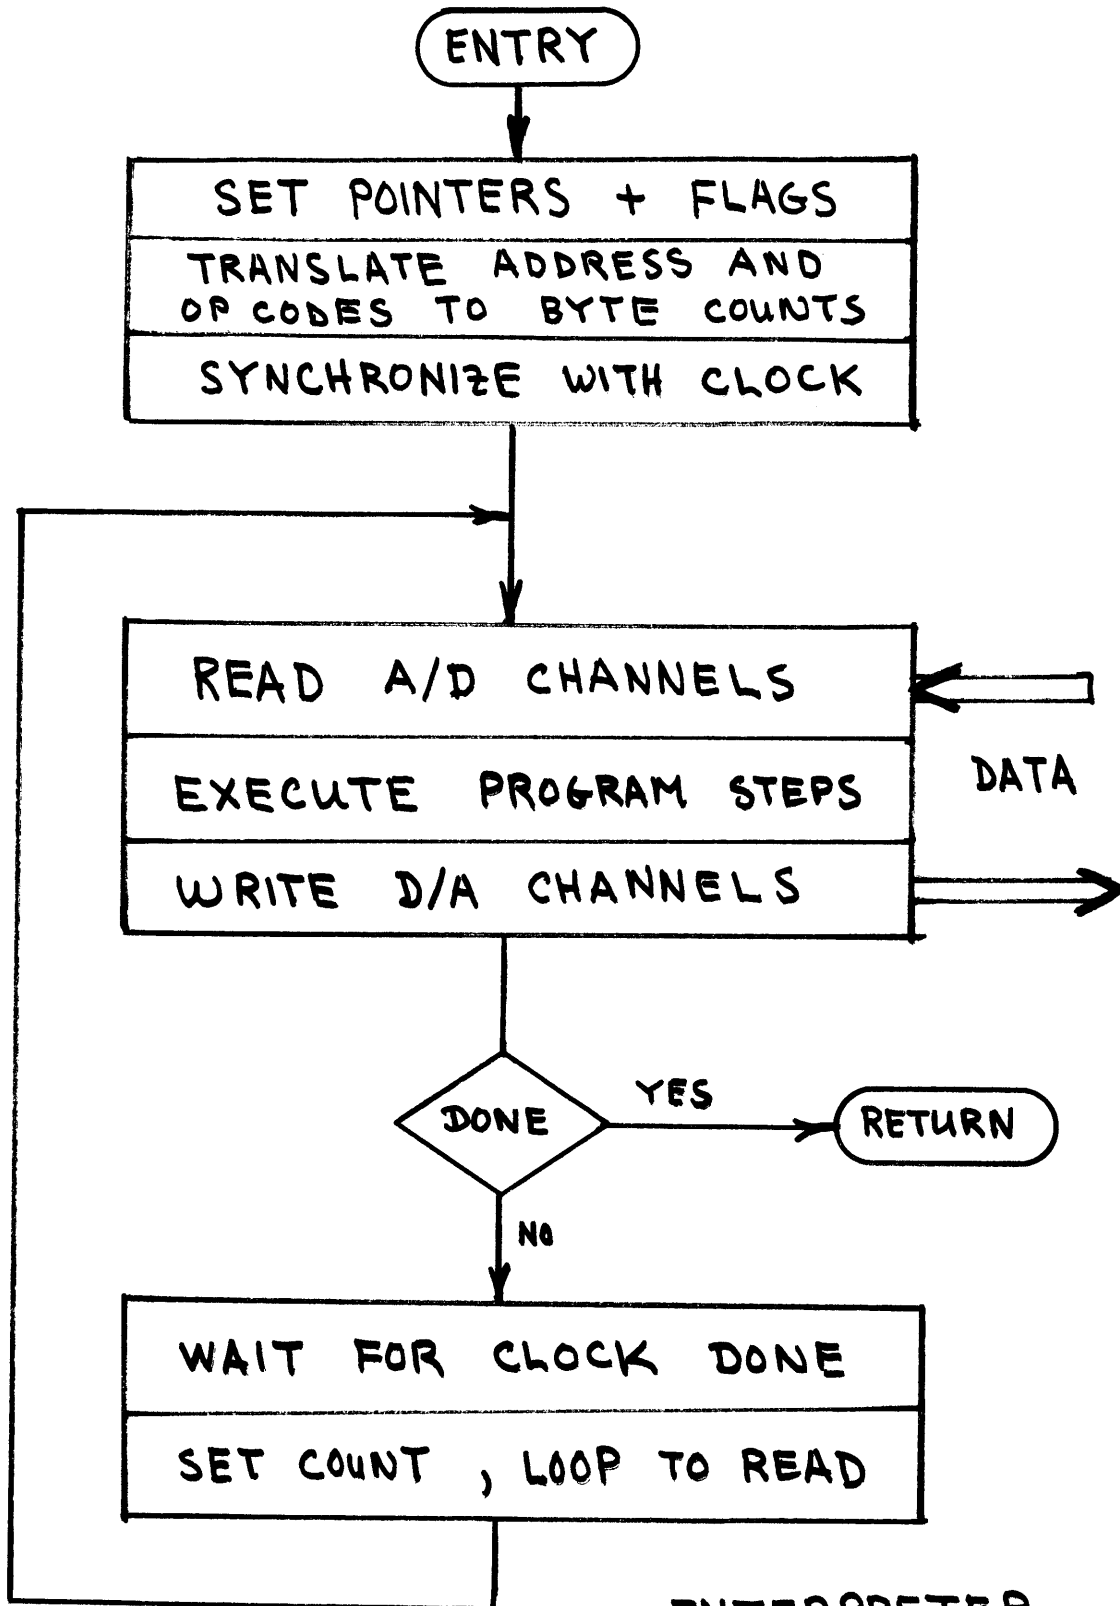 ENTRY
SET POINTERS + FLAGS
TRANSLATE ADDRESS AND
OP CODES TO BYTE COUNTS
SYNCHRONIZE WITH CLOCK
READ A/D CHANNELS
DATA
EXECUTE PROGRAM STEPS
WRITE D/A CHANNELS
DONE
YES
RETURN
NO
WAIT FOR CLOCK DONE
SET COUNT , LOOP TO READ